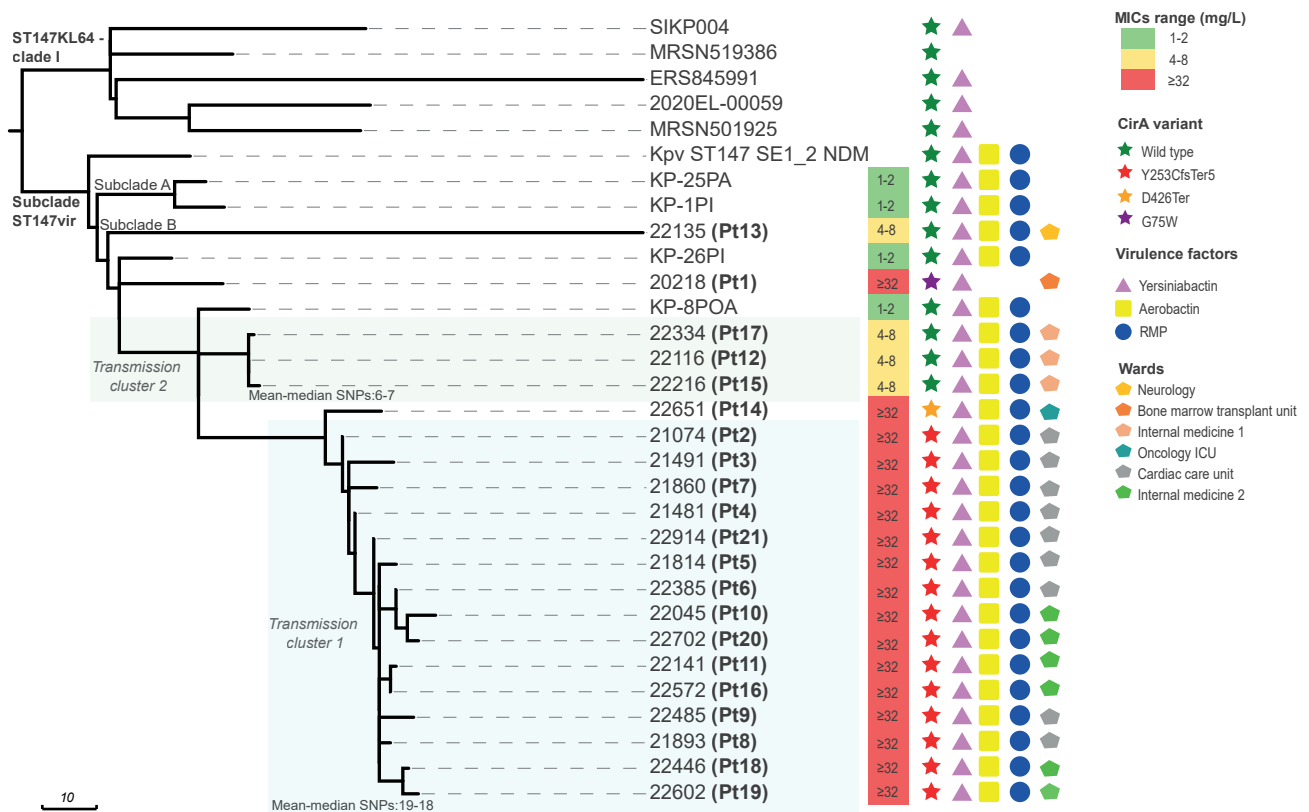 ST147KL64 -
clade I
SIKP004
MRSN519386
ERS845991
2020EL-00059
MRSN501925
Kpv ST147 SE1_2 NDM
Subclade A
KP-25PA 1-2
Subclade
ST147vir
KP-1PI 1-2
Subclade B
22135 (Pt13) 4-8
KP-26PI 1-2
20218 (Pt1) ≥32
KP-8POA 1-2
22334 (Pt17) 4-8
Transmission
cluster 2
22116 (Pt12) 4-8
22216 (Pt15) 4-8
Mean-median SNPs:6-7
22651 (Pt14) ≥32
21074 (Pt2) ≥32
21491 (Pt3) ≥32
21860 (Pt7) ≥32
21481 (Pt4) ≥32
22914 (Pt21) ≥32
21814 (Pt5) ≥32
22385 (Pt6) ≥32
22045 (Pt10) ≥32
Transmission
cluster 1
22702 (Pt20) ≥32
22141 (Pt11) ≥32
22572 (Pt16) ≥32
22485 (Pt9) ≥32
21893 (Pt8) ≥32
22446 (Pt18) ≥32
22602 (Pt19) ≥32
Mean-median SNPs:19-18
10
MICs range (mg/L)
1-2
4-8
≥32
CirA variant
Wild type
Y253CfsTer5
D426Ter
G75W
Virulence factors
Yersiniabactin
Aerobactin
RMP
Wards
Neurology
Bone marrow transplant unit
Internal medicine 1
Oncology ICU
Cardiac care unit
Internal medicine 2